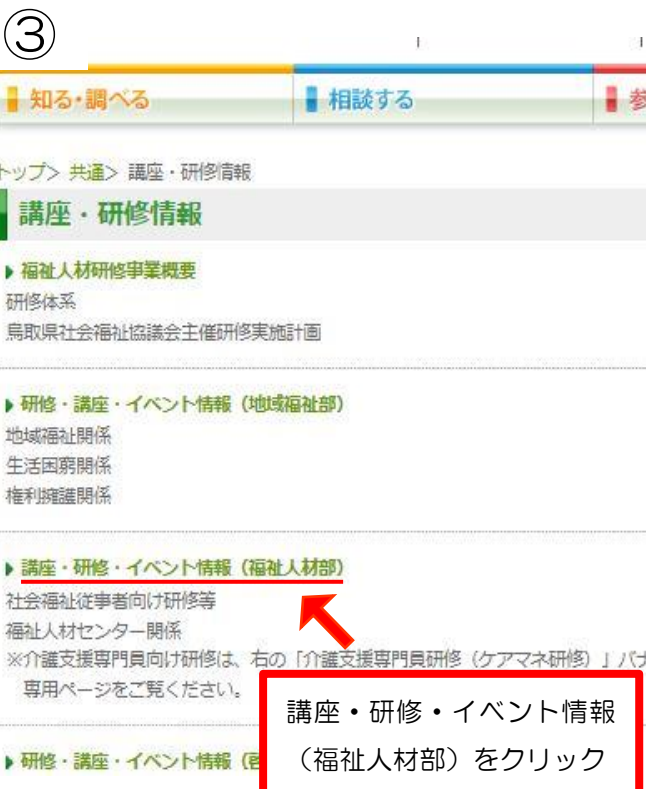 ③
知る・調べる
相談する
トップ> 共通> 講座・研修情報
講座・研修情報
福祉人材研修事業概要
研修体系
鳥取県社会福祉協議会主催研修実施計画
研修・講座・イベント情報（地域福祉部）
地域福祉関係
生活困窮関係
権利擁護関係
講座・研修・イベント情報（福祉人材部）
社会福祉従事者向け研修等
福祉人材センター関係
※介護支援専門員向け研修は、右の「介護支援専門員研修（ケアマネ研修）」バナ
専用ページをご覧ください。
講座・研修・イベント情報
（福祉人材部）をクリック
研修・講座・イベント情報（